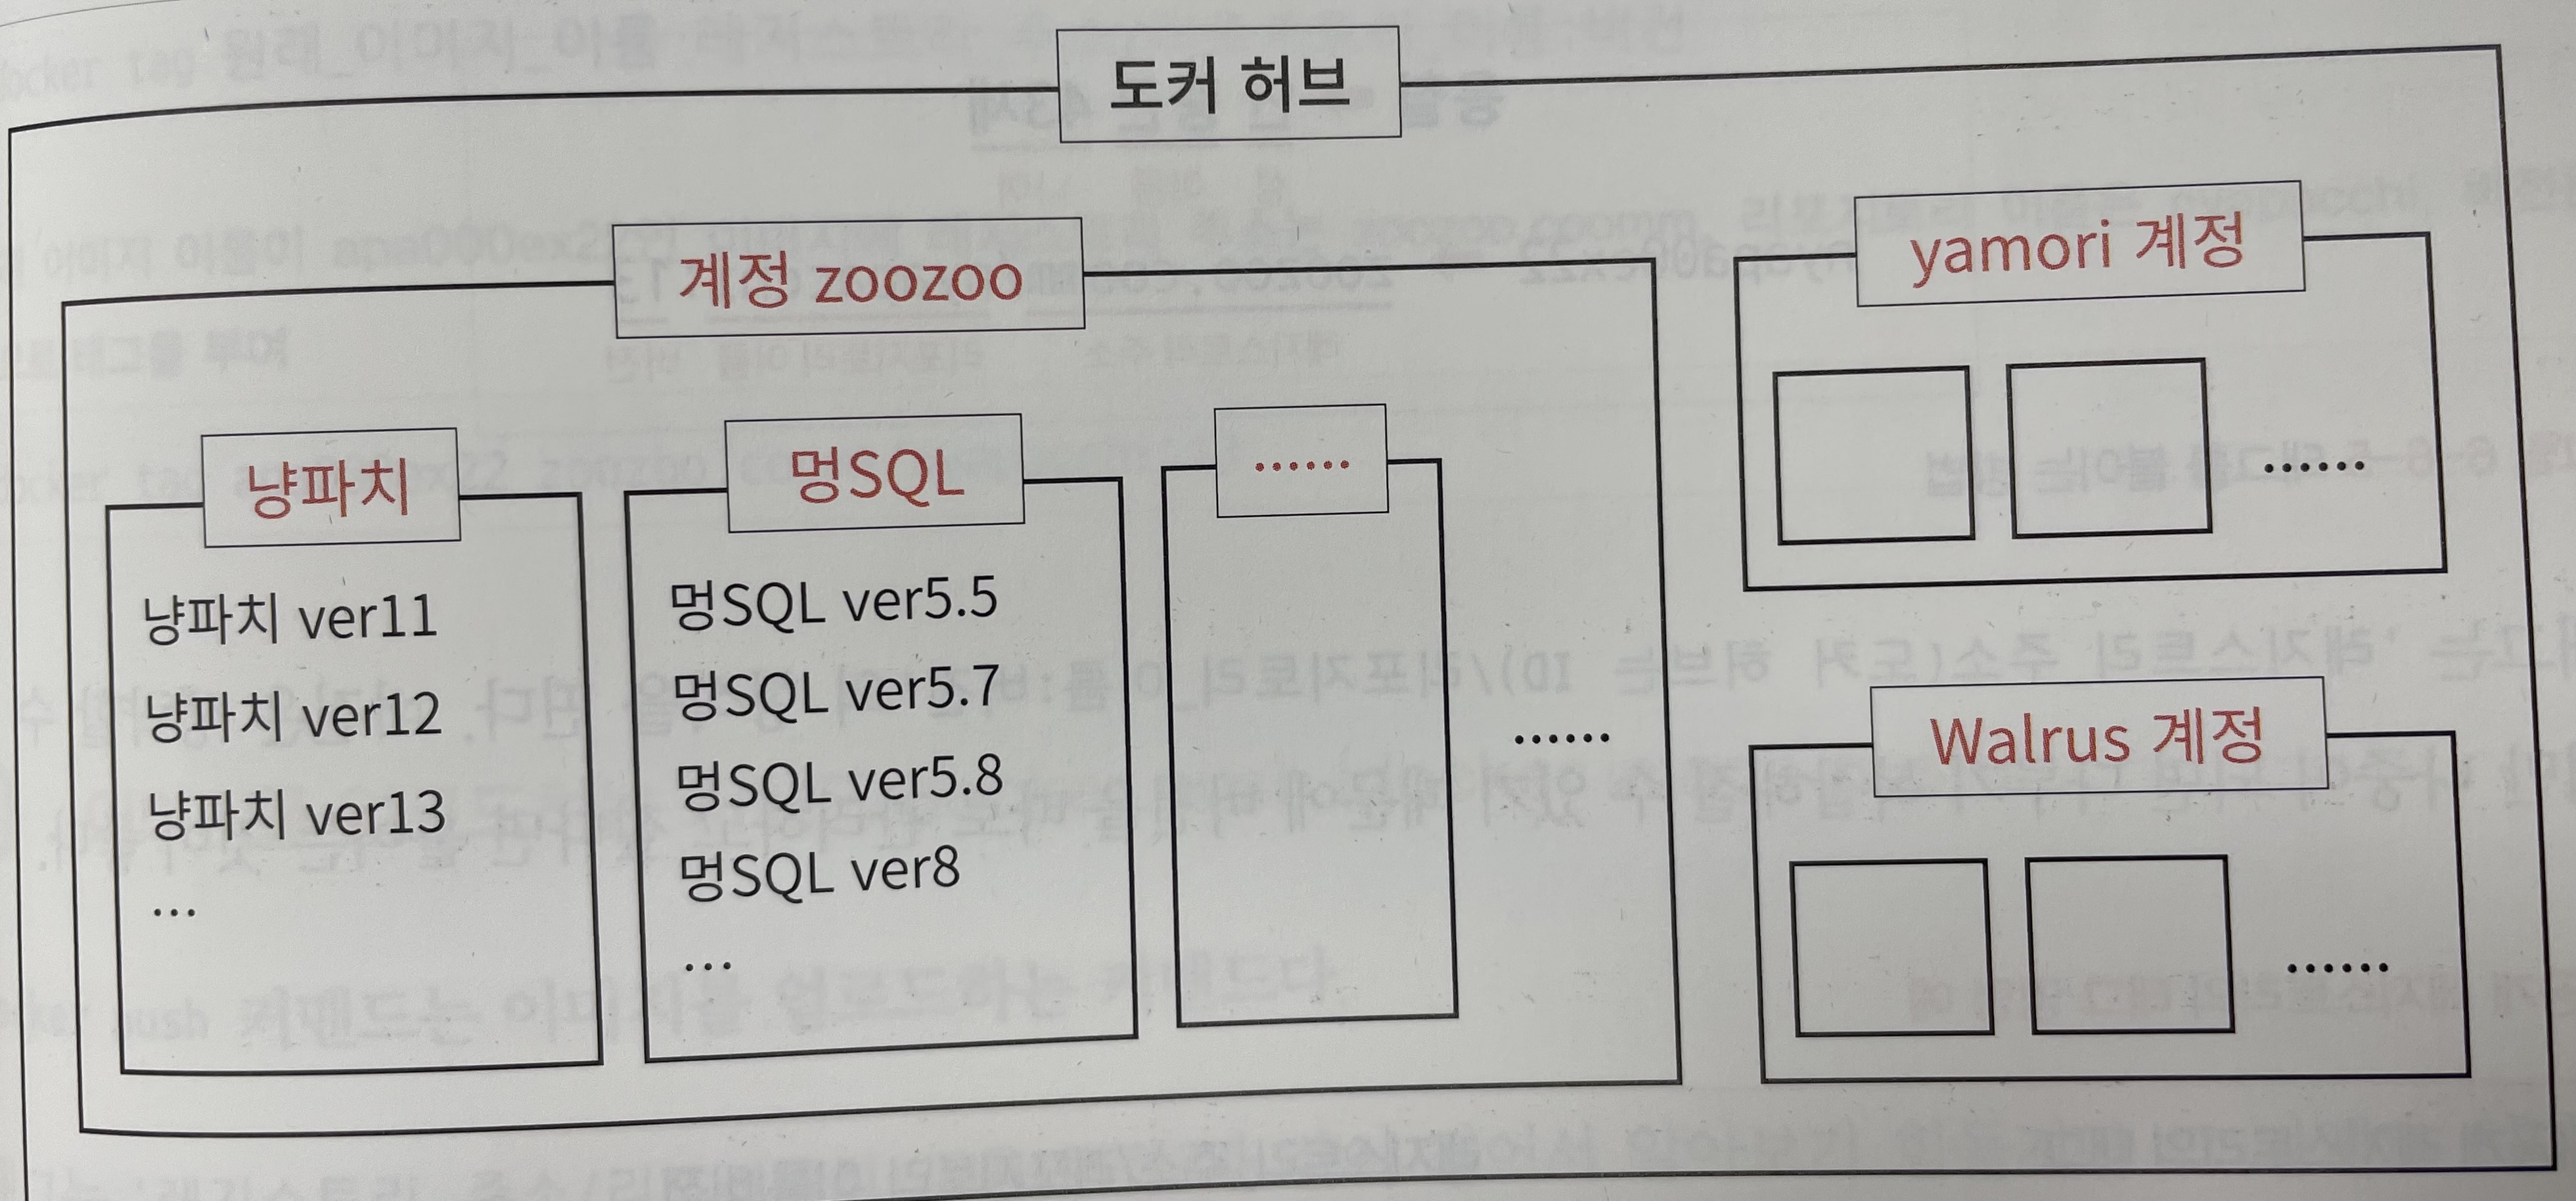 도커 허브
계정 zoozoo
냥파치
냥파치 ver11
냥파치 ver12
냥파치 ver13
...
멍SQL
멍SQL ver5.5
멍SQL ver5.7
멍SQL ver5.8
멍SQL ver8
...
......
......
yamori 계정
......
Walrus 계정
......